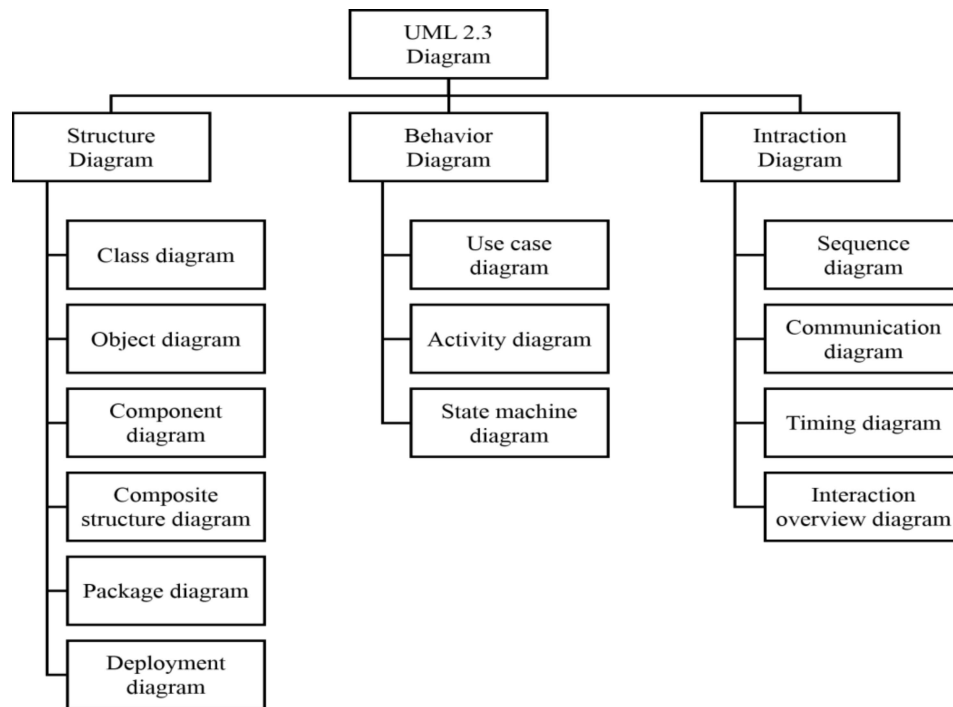 UML 2.3
Diagram
Structure
Diagram
Behavior
Diagram
Intraction
Diagram
Class diagram
Object diagram
Component
diagram
Composite
structure diagram
Package diagram
Deployment
diagram
Use case
diagram
Activity diagram
State machine
diagram
Sequence
diagram
Communication
diagram
Timing diagram
Interaction
overview diagram